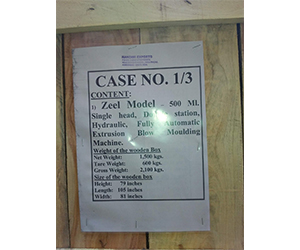 CASE NO. 1/3
CONTENT:
1) Zeel Model - 500 Ml.
Single head, station,
Hydraulic, Fully Automatic
Extrusion Blow Moulding
Machine.
Weight of the wooden Box
Net Weight: 1,500 kgs.
Tare Weight: 600 kgs.
Gross Weight: 2,100 kgs.
Size of the wooden box
Height: 79 inches
Length: 105 inches
Width: 81 inches